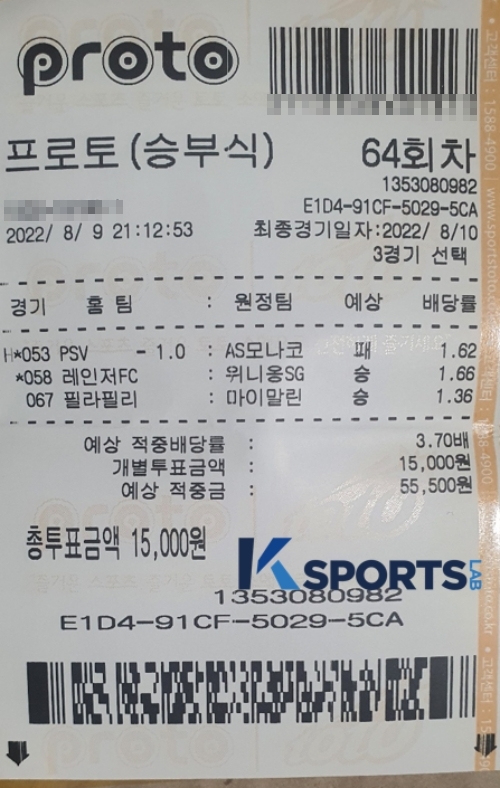 proto
프로토(승부식) 64회차
1353080982
E1D4-91CF-5029-5CA
2022/ 8/ 9 21:12:53 최종경기일자:2022/ 8/10
3경기 선택
경기 홈팀 : 원정팀 예상 배당률
H*053 PSV - 1.0 : AS모나코 패 1.62
*058 레인저FC : 위니옹SG 승 1.66
067 필라필리 : 마이말린 승 1.36
예상 적중배당률 : 3.70배
개별투표금액 : 15,000원
예상 적중금 : 55,500원
총투표금액 15,000원
K SPORTS LAB
1353080982
E1D4-91CF-5029-5CA
고객센터 : 1588-4900